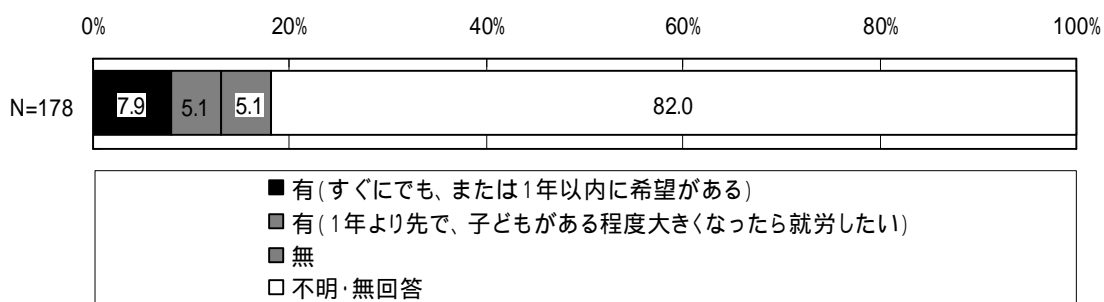 0% 20% 40% 60% 80% 100%
N=178 7.9 5.1 5.1 82.0
■有(すぐにでも、または1年以内に希望がある)
■有(1年より先で、子どもがある程度大きくなったら就労したい)
■無
□不明・無回答